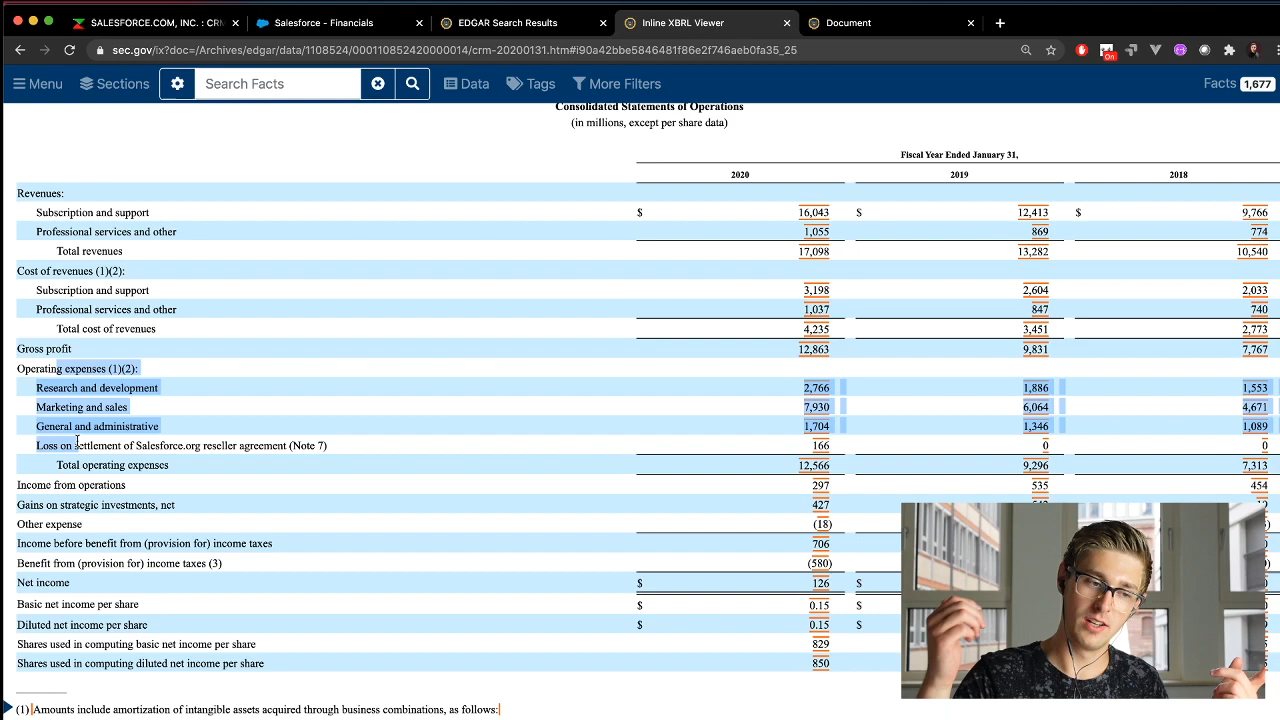 SALESFORCE.COM, INC. : CRM
Salesforce - Financials
EDGAR Search Results
Inline XBRL Viewer
Document
sec.gov/ix?doc=/Archives/edgar/data/1108524/000110852420000014/crm-20200131.htm#i90a42bbe5846481f86e2f746aeb0fa35_25
On
Menu Sections Search Facts Data Tags More Filters Facts 1,677
Consolidated Statements of Operations
(in millions, except per share data)
Fiscal Year Ended January 31,
2020 2019 2018
Revenues:
Subscription and support $ 16,043 $ 12,413 $ 9,766
Professional services and other 1,055 869 774
Total revenues 17,098 13,282 10,540
Cost of revenues (1)(2):
Subscription and support 3,198 2,604 2,033
Professional services and other 1,037 847 740
Total cost of revenues 4,235 3,451 2,773
Gross profit 12,863 9,831 7,767
Operating expenses (1)(2):
Research and development 2,766 1,886 1,553
Marketing and sales 7,930 6,064 4,671
General and administrative 1,704 1,346 1,089
Loss on settlement of Salesforce.org reseller agreement (Note 7) 166 0 0
Total operating expenses 12,566 9,296 7,313
Income from operations 297 535 454
Gains on strategic investments, net 427
Other expense (18)
Income before benefit from (provision for) income taxes 706
Benefit from (provision for) income taxes (3) (580)
Net income $ 126 $
Basic net income per share $ 0.15 $
Diluted net income per share $ 0.15 $
Shares used in computing basic net income per share 829
Shares used in computing diluted net income per share 850
(1) Amounts include amortization of intangible assets acquired through business combinations, as follows: